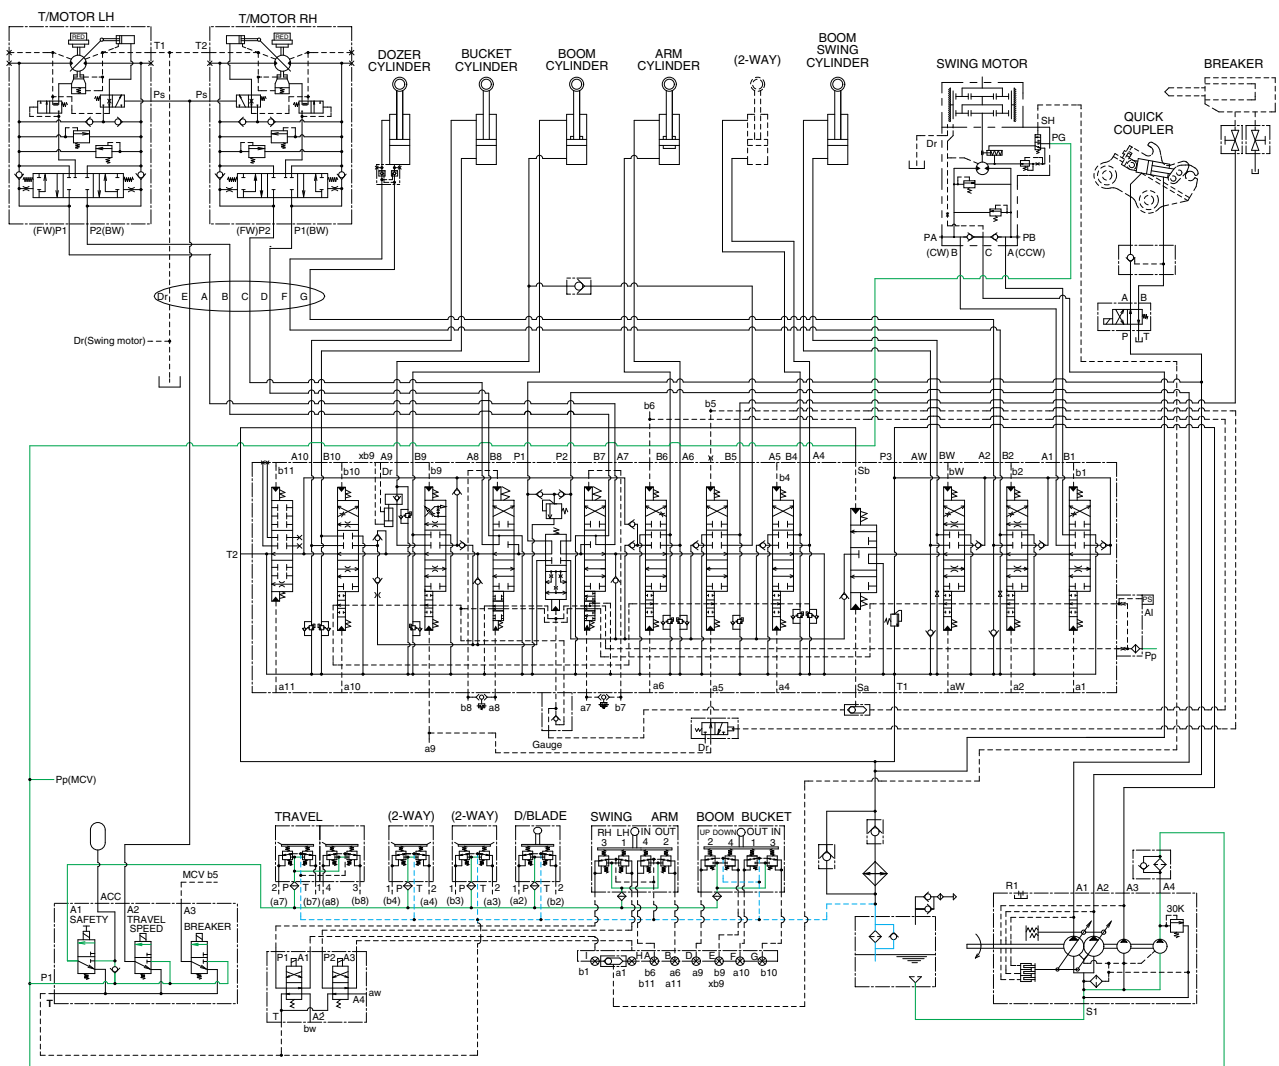 T/MOTOR LH
T/MOTOR RH
RED
RED
T1
T2
Ps
Ps
DOZER
CYLINDER
BUCKET
CYLINDER
BOOM
CYLINDER
ARM
CYLINDER
(2-WAY)
BOOM
SWING
CYLINDER
SWING MOTOR
BREAKER
QUICK
COUPLER
SH
PG
Dr
(FW)P1
P2(BW)
(FW)P2
P1(BW)
PA
PB
(CW) B
C
A (CCW)
Dr E A B C D F G
A B
P T
Dr(Swing motor)
b6
b5
A10 B10 xb9 A9 B9 A8 B8 P1 P2 B7 A7 B6 A6 B5 A5 B4 A4 P3 AW BW A2 B2 A1 B1
b11 b10 Dr b9 b4 Sb bW b2 b1
T2
PS
AI
Pp
a11 a10 a6 a5 a4 Sa T1 aW a2 a1
b8 a8 a7 b7
a9
Gauge
Dr
Pp(MCV)
TRAVEL
(2-WAY)
(2-WAY)
D/BLADE
SWING ARM
BOOM BUCKET
RH LH IN OUT
UP DOWN OUT IN
3 1 4 2
2 4 1 3
2 P T 1 4 3
1 P T 2
1 P T 2
1 P T 2
(a7) (b7) (a8) (b8)
(b4) (a4)
(b3) (a3)
(a2) (b2)
MCV b5
ACC
A1
SAFETY
A2
TRAVEL
SPEED
A3
BREAKER
P1
T
P1 A1 P2 A3
A4
aw
T A2
bw
I H A B D E F G
b1 a1 b6 a6 a9 b9 a10 b10
b11 a11 xb9
R1
A1 A2 A3 A4
30K
S1